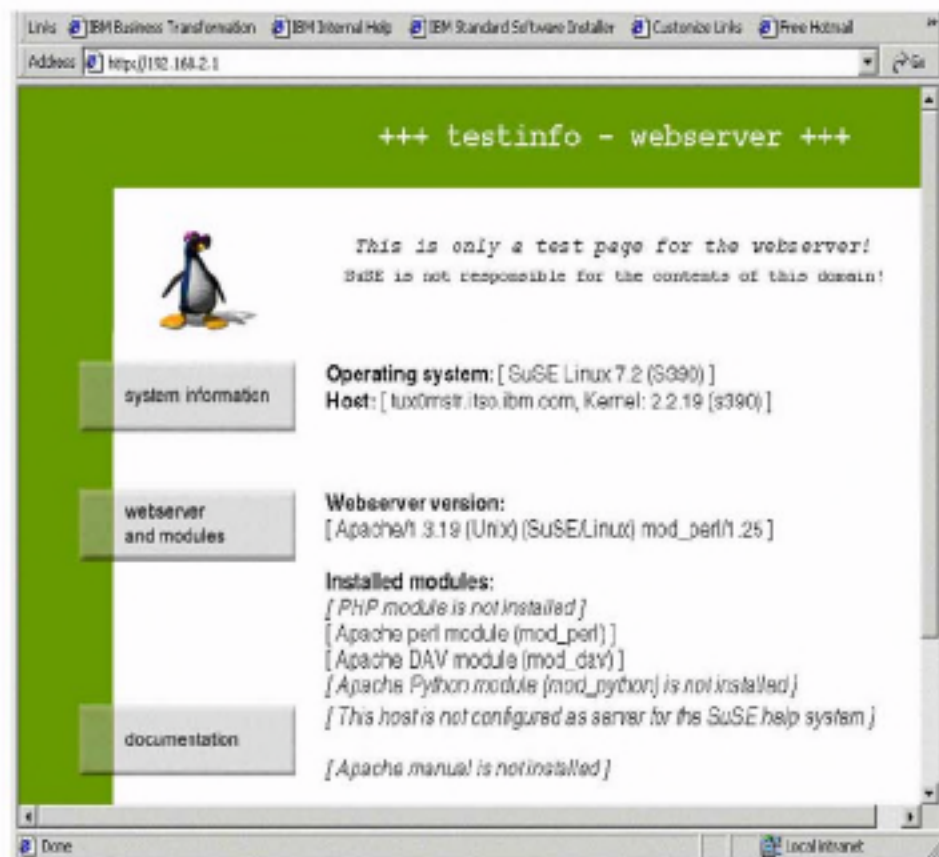 Links IBM Business Transformation IBM Internal Help IBM Standard Software Installer Customize Links Free Hotmail
Address http://192.168.2.1 Go
+++ testinfo - webserver +++
This is only a test page for the webserver!
SuSE is not responsible for the contents of this domain!
system information
Operating system: [ SuSE Linux 7.2 (S390) ]
Host: [ tux0mstr.itso.ibm.com, Kernel: 2.2.19 (s390) ]
webserver
and modules
Webserver version:
[ Apache/1.3.19 (Unix) (SuSE/Linux) mod_perl/1.25 ]
Installed modules:
[ PHP module is not installed ]
[ Apache perl module (mod_perl) ]
[ Apache DAV module (mod_dav) ]
[ Apache Python module (mod_python) is not installed ]
documentation
[ This host is not configured as server for the SuSE help system ]
[ Apache manual is not installed ]
Done Local intranet